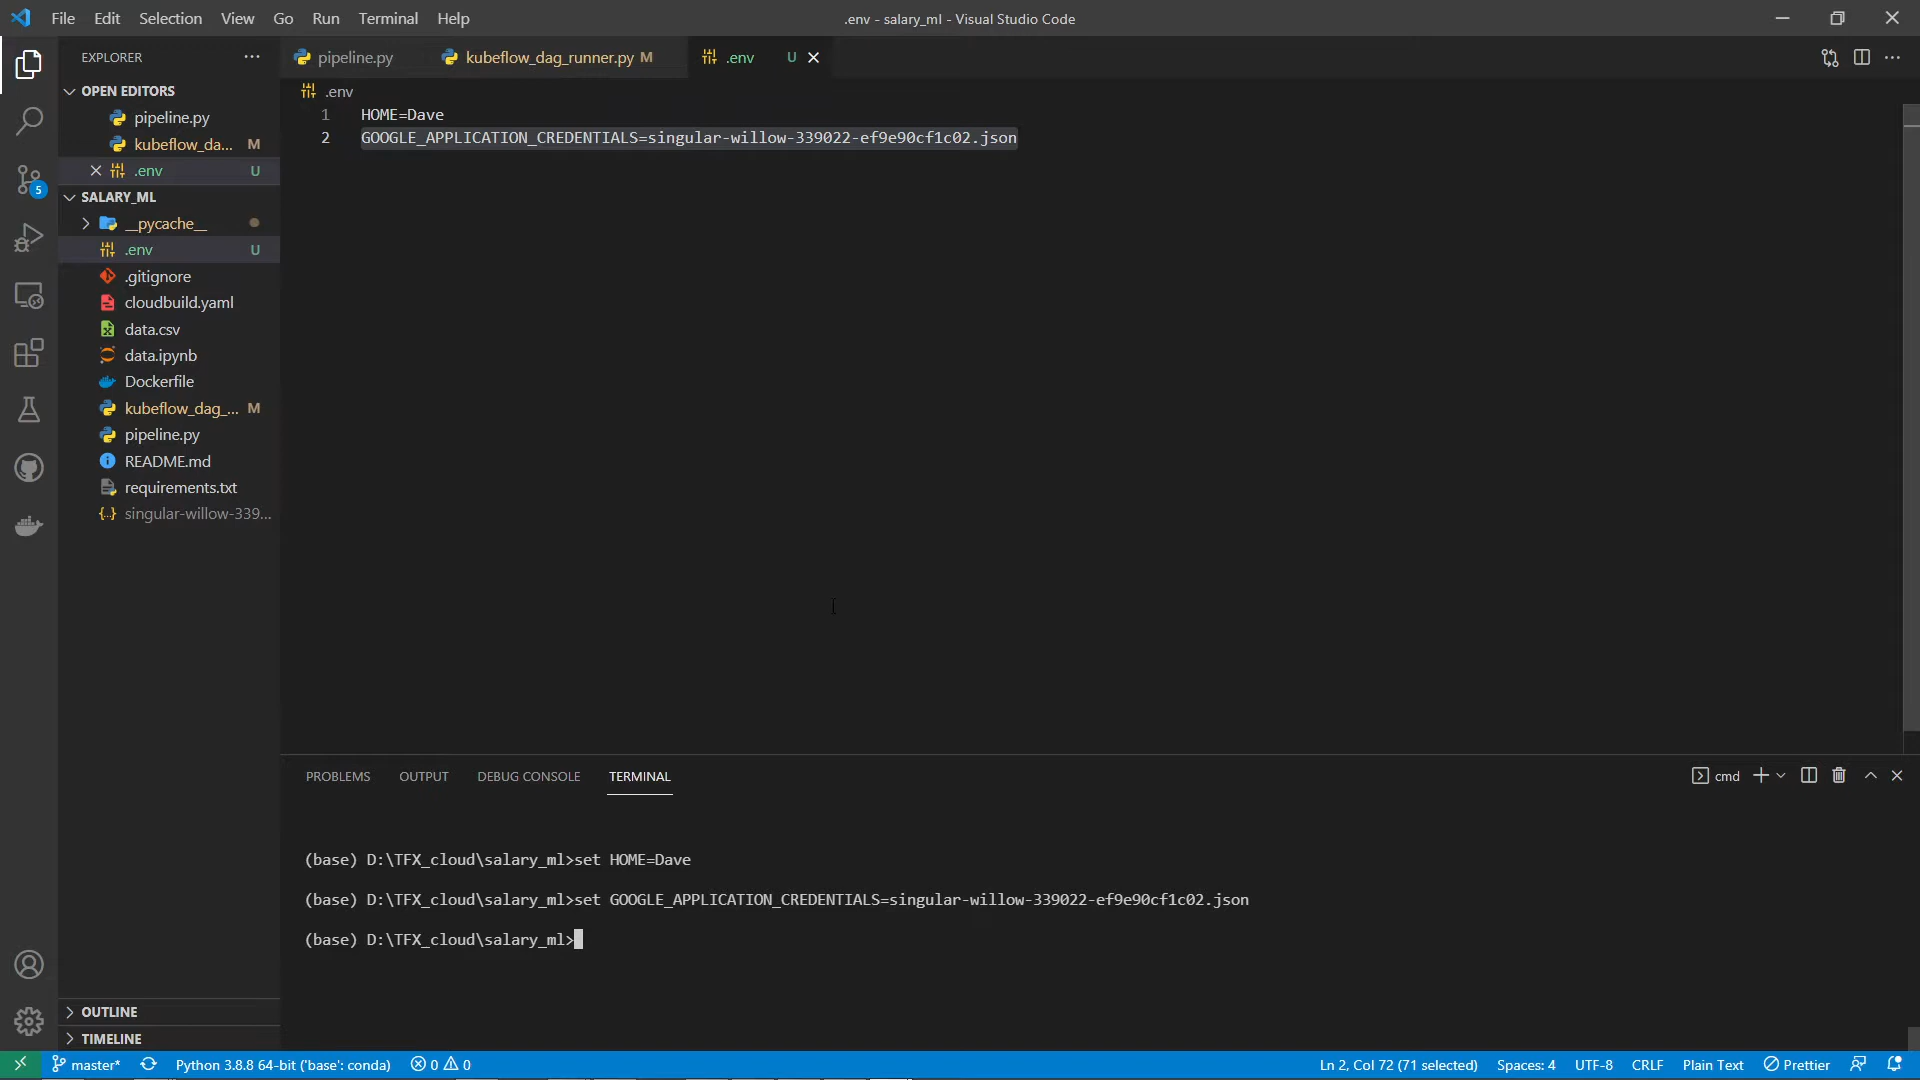 File Edit Selection View Go Run Terminal Help
.env - salary_ml - Visual Studio Code
EXPLORER
pipeline.py
kubeflow_dag_runner.py M
.env U
OPEN EDITORS
pipeline.py
kubeflow_da... M
.env U
SALARY_ML
__pycache__
.env U
.gitignore
cloudbuild.yaml
data.csv
data.ipynb
Dockerfile
kubeflow_dag_... M
pipeline.py
README.md
requirements.txt
singular-willow-339...
OUTLINE
TIMELINE
5
.env
1 HOME=Dave
2 GOOGLE_APPLICATION_CREDENTIALS=singular-willow-339022-ef9e90cf1c02.json
PROBLEMS OUTPUT DEBUG CONSOLE TERMINAL
cmd
(base) D:\TFX_cloud\salary_ml>set HOME=Dave
(base) D:\TFX_cloud\salary_ml>set GOOGLE_APPLICATION_CREDENTIALS=singular-willow-339022-ef9e90cf1c02.json
(base) D:\TFX_cloud\salary_ml>
master* Python 3.8.8 64-bit ('base': conda) 0 0 Ln 2, Col 72 (71 selected) Spaces: 4 UTF-8 CRLF Plain Text Prettier